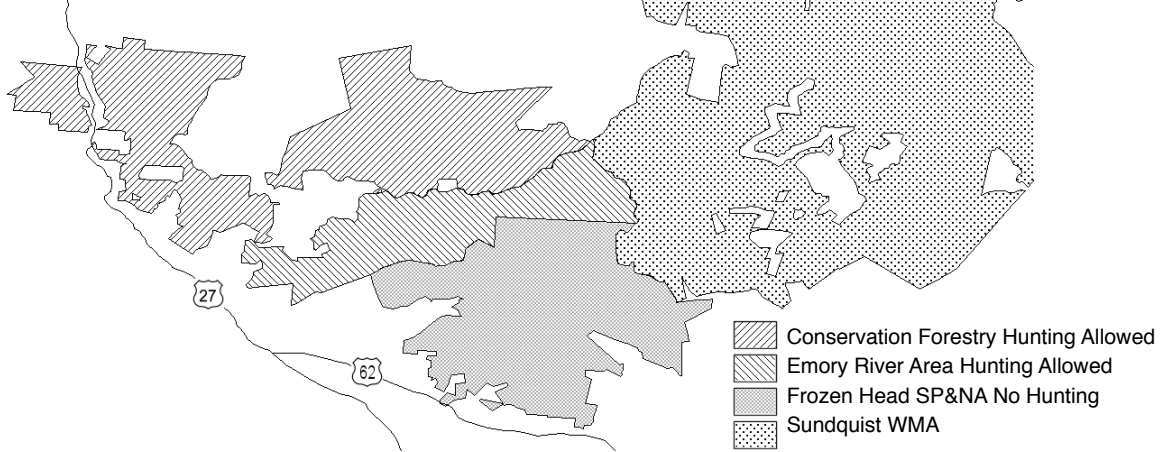 27
62
Conservation Forestry Hunting Allowed
Emory River Area Hunting Allowed
Frozen Head SP&NA No Hunting
Sundquist WMA